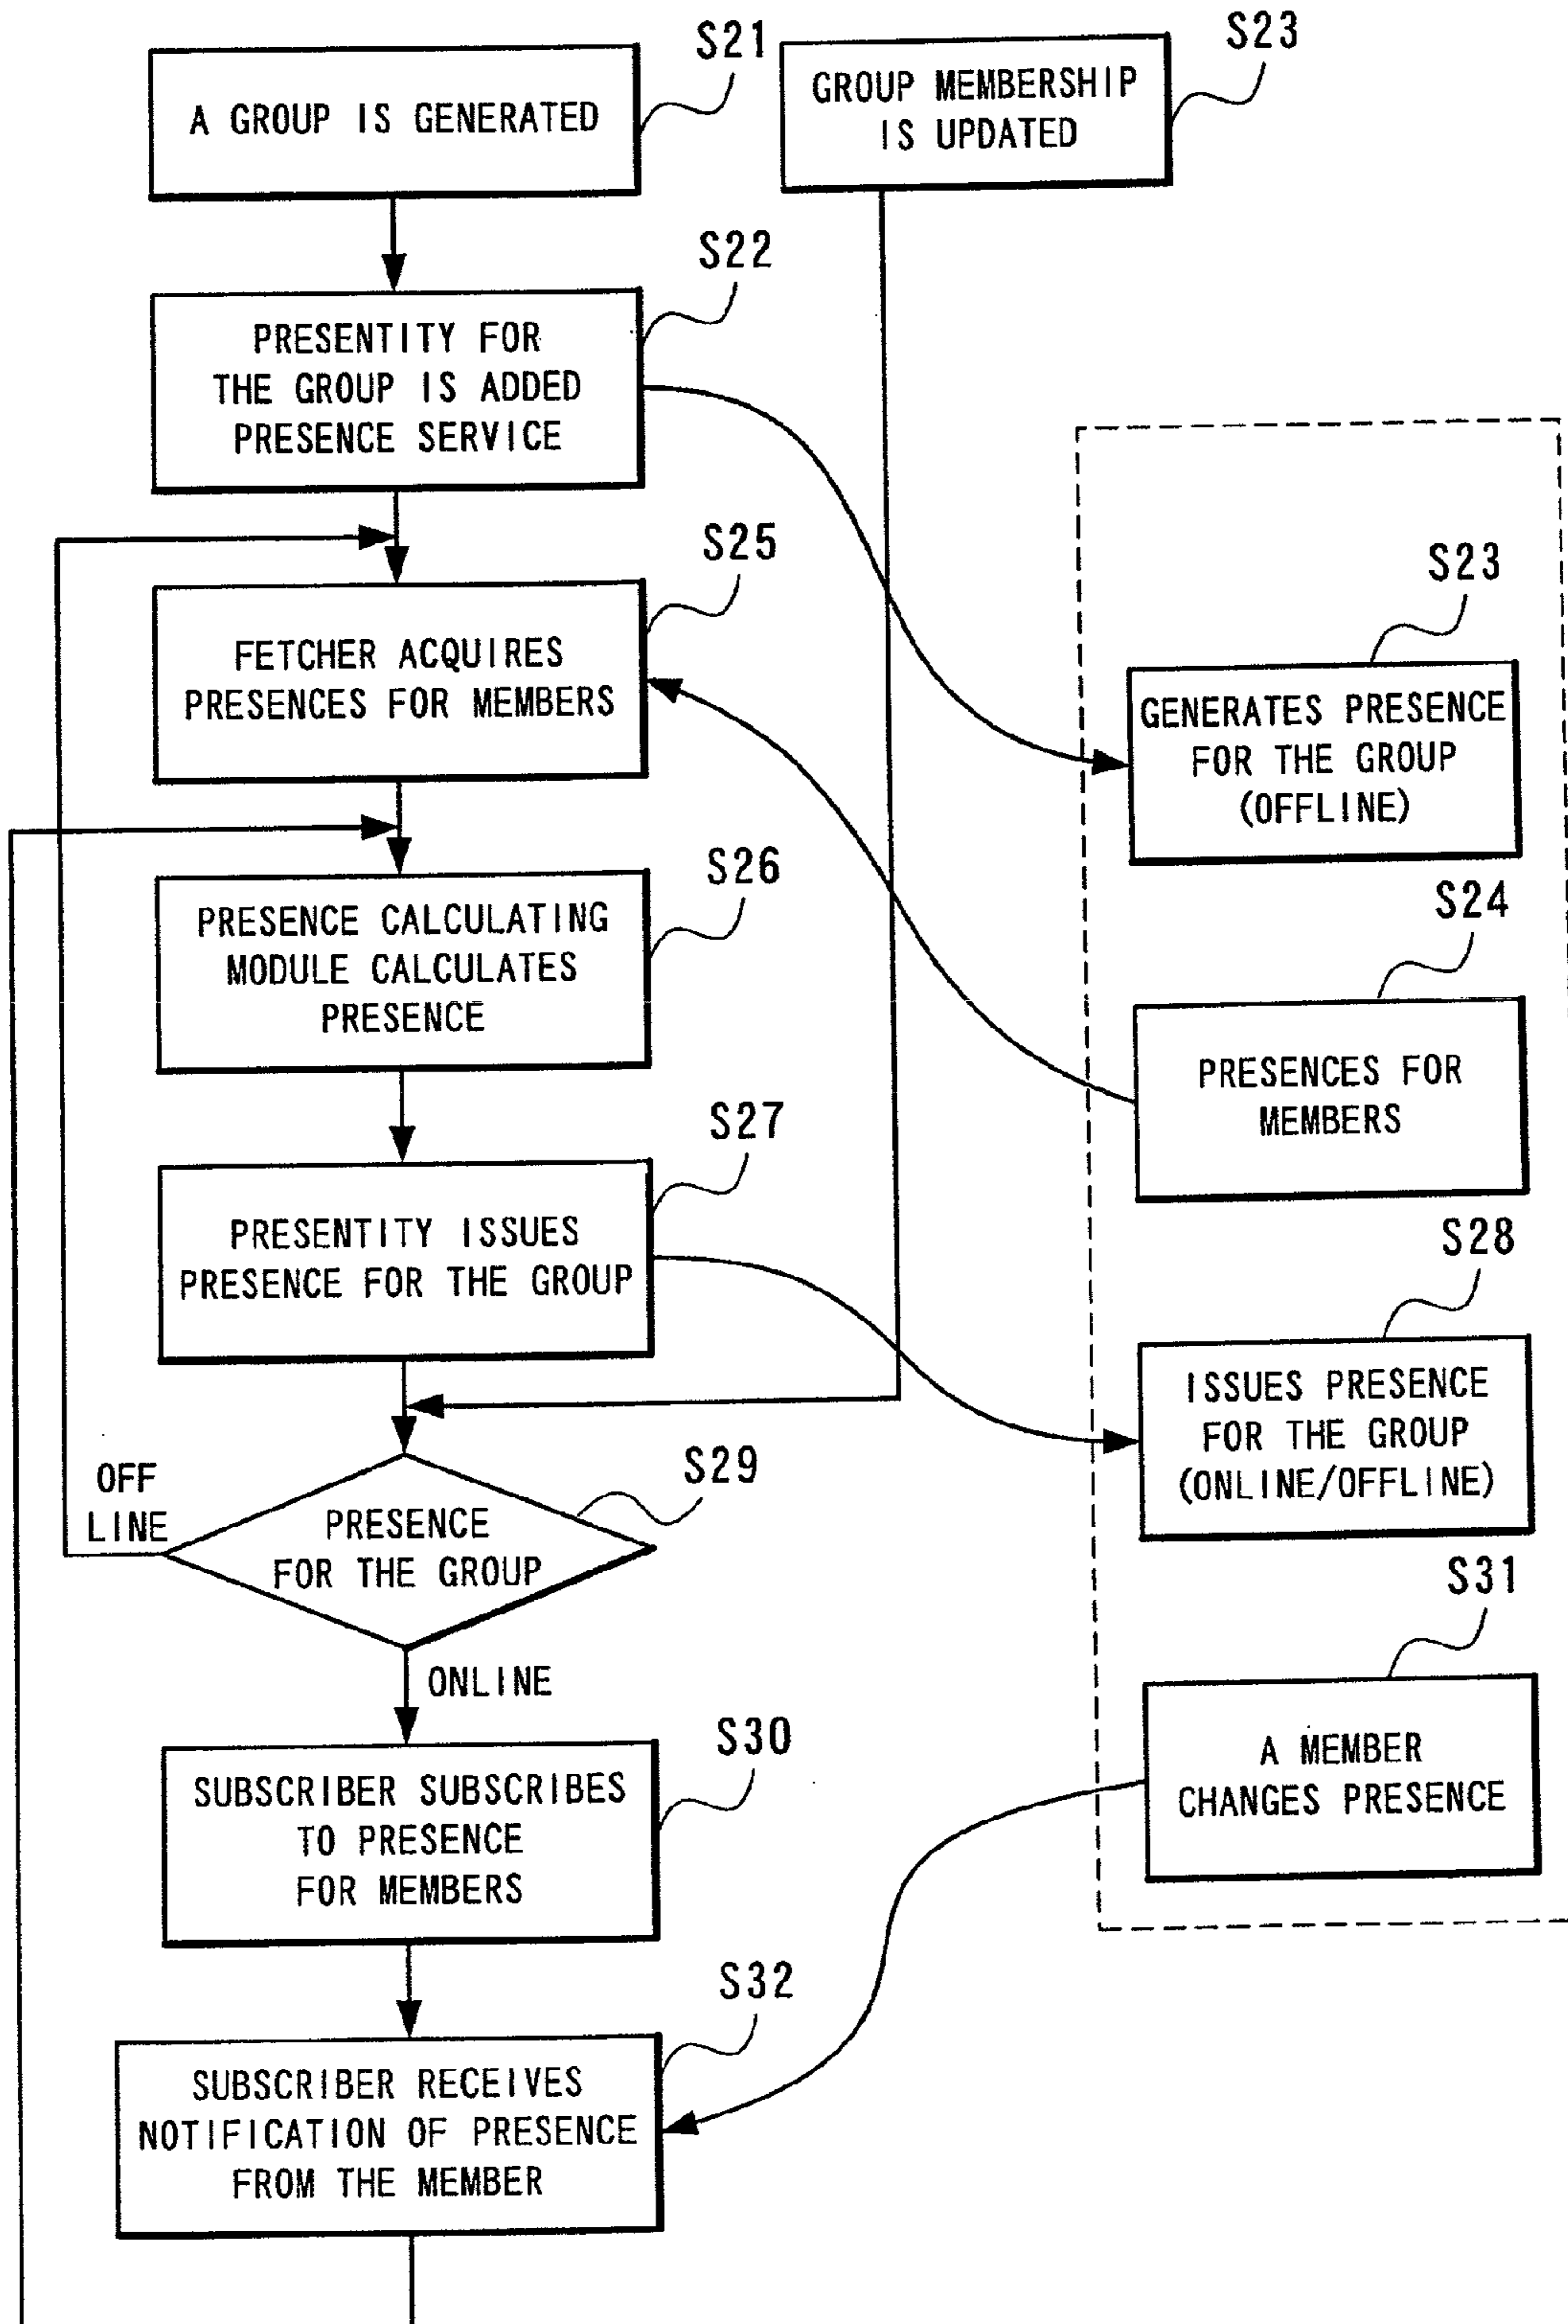 S21
A GROUP IS GENERATED
S23
GROUP MEMBERSHIP
IS UPDATED
S22
PRESENTITY FOR
THE GROUP IS ADDED
PRESENCE SERVICE
S25
FETCHER ACQUIRES
PRESENCES FOR MEMBERS
S23
GENERATES PRESENCE
FOR THE GROUP
(OFFLINE)
S26
PRESENCE CALCULATING
MODULE CALCULATES
PRESENCE
S24
PRESENCES FOR
MEMBERS
S27
PRESENTITY ISSUES
PRESENCE FOR THE GROUP
S28
ISSUES PRESENCE
FOR THE GROUP
(ONLINE/OFFLINE)
OFF
LINE
S29
PRESENCE
FOR THE GROUP
ONLINE
S31
A MEMBER
CHANGES PRESENCE
S30
SUBSCRIBER SUBSCRIBES
TO PRESENCE
FOR MEMBERS
S32
SUBSCRIBER RECEIVES
NOTIFICATION OF PRESENCE
FROM THE MEMBER